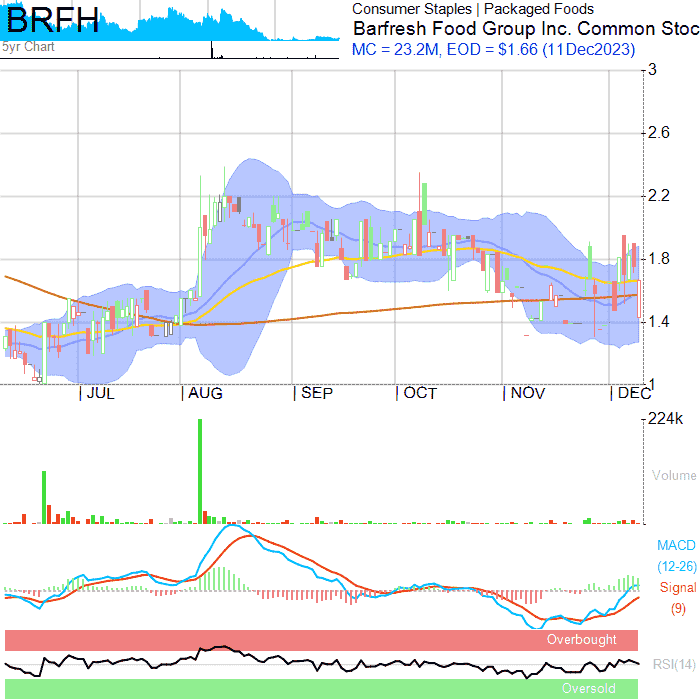 BRFH
Consumer Staples | Packaged Foods
Barfresh Food Group Inc. Common Stoc
5yr Chart
MC = 23.2M, EOD = $1.66 (11Dec2023)
3
2.6
2.2
1.8
1.4
1
|JUL |AUG |SEP |OCT |NOV |DEC
224k
Volume
MACD
(12-26)
Signal
(9)
Overbought
RSI(14)
Oversold